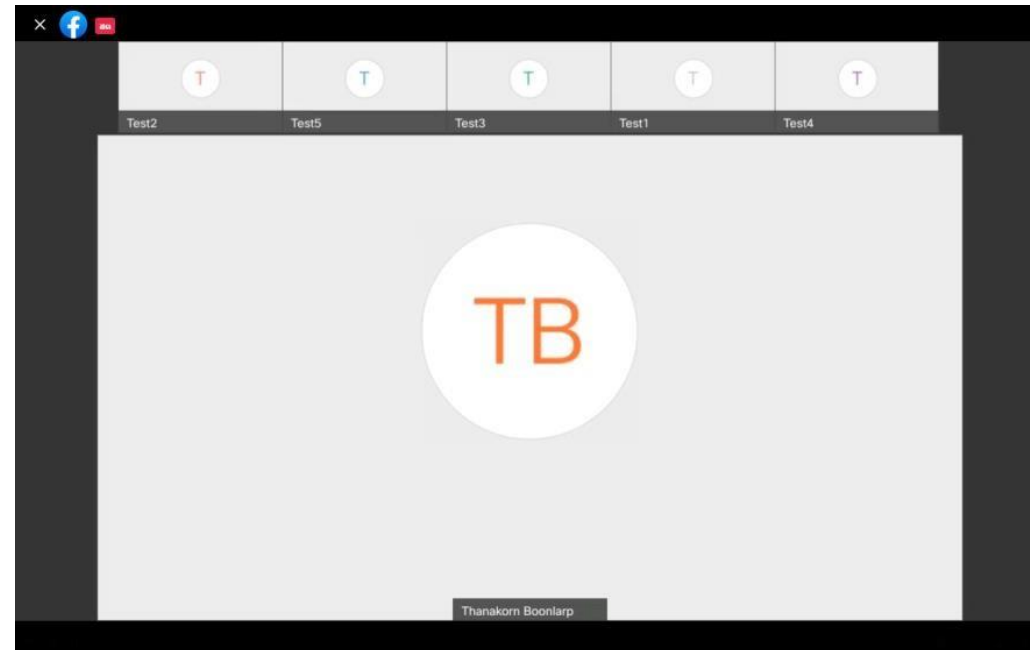 T
T
T
T
T
Test2
Test5
Test3
Test1
Test4
TB
Thanakorn Boonlarp